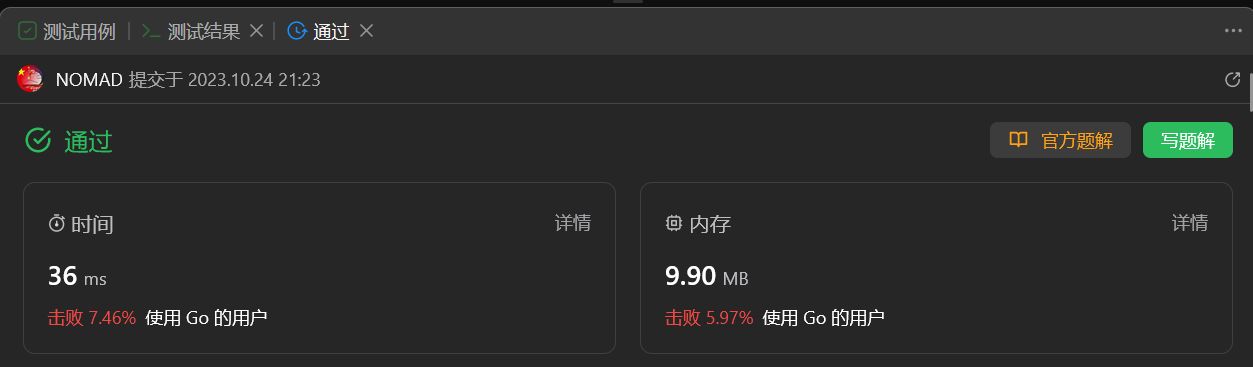 测试用例 测试结果 通过
NOMAD 提交于 2023.10.24 21:23
通过 官方题解 写题解
时间 详情 内存 详情
36 ms 9.90 MB
击败 7.46% 使用 Go 的用户 击败 5.97% 使用 Go 的用户